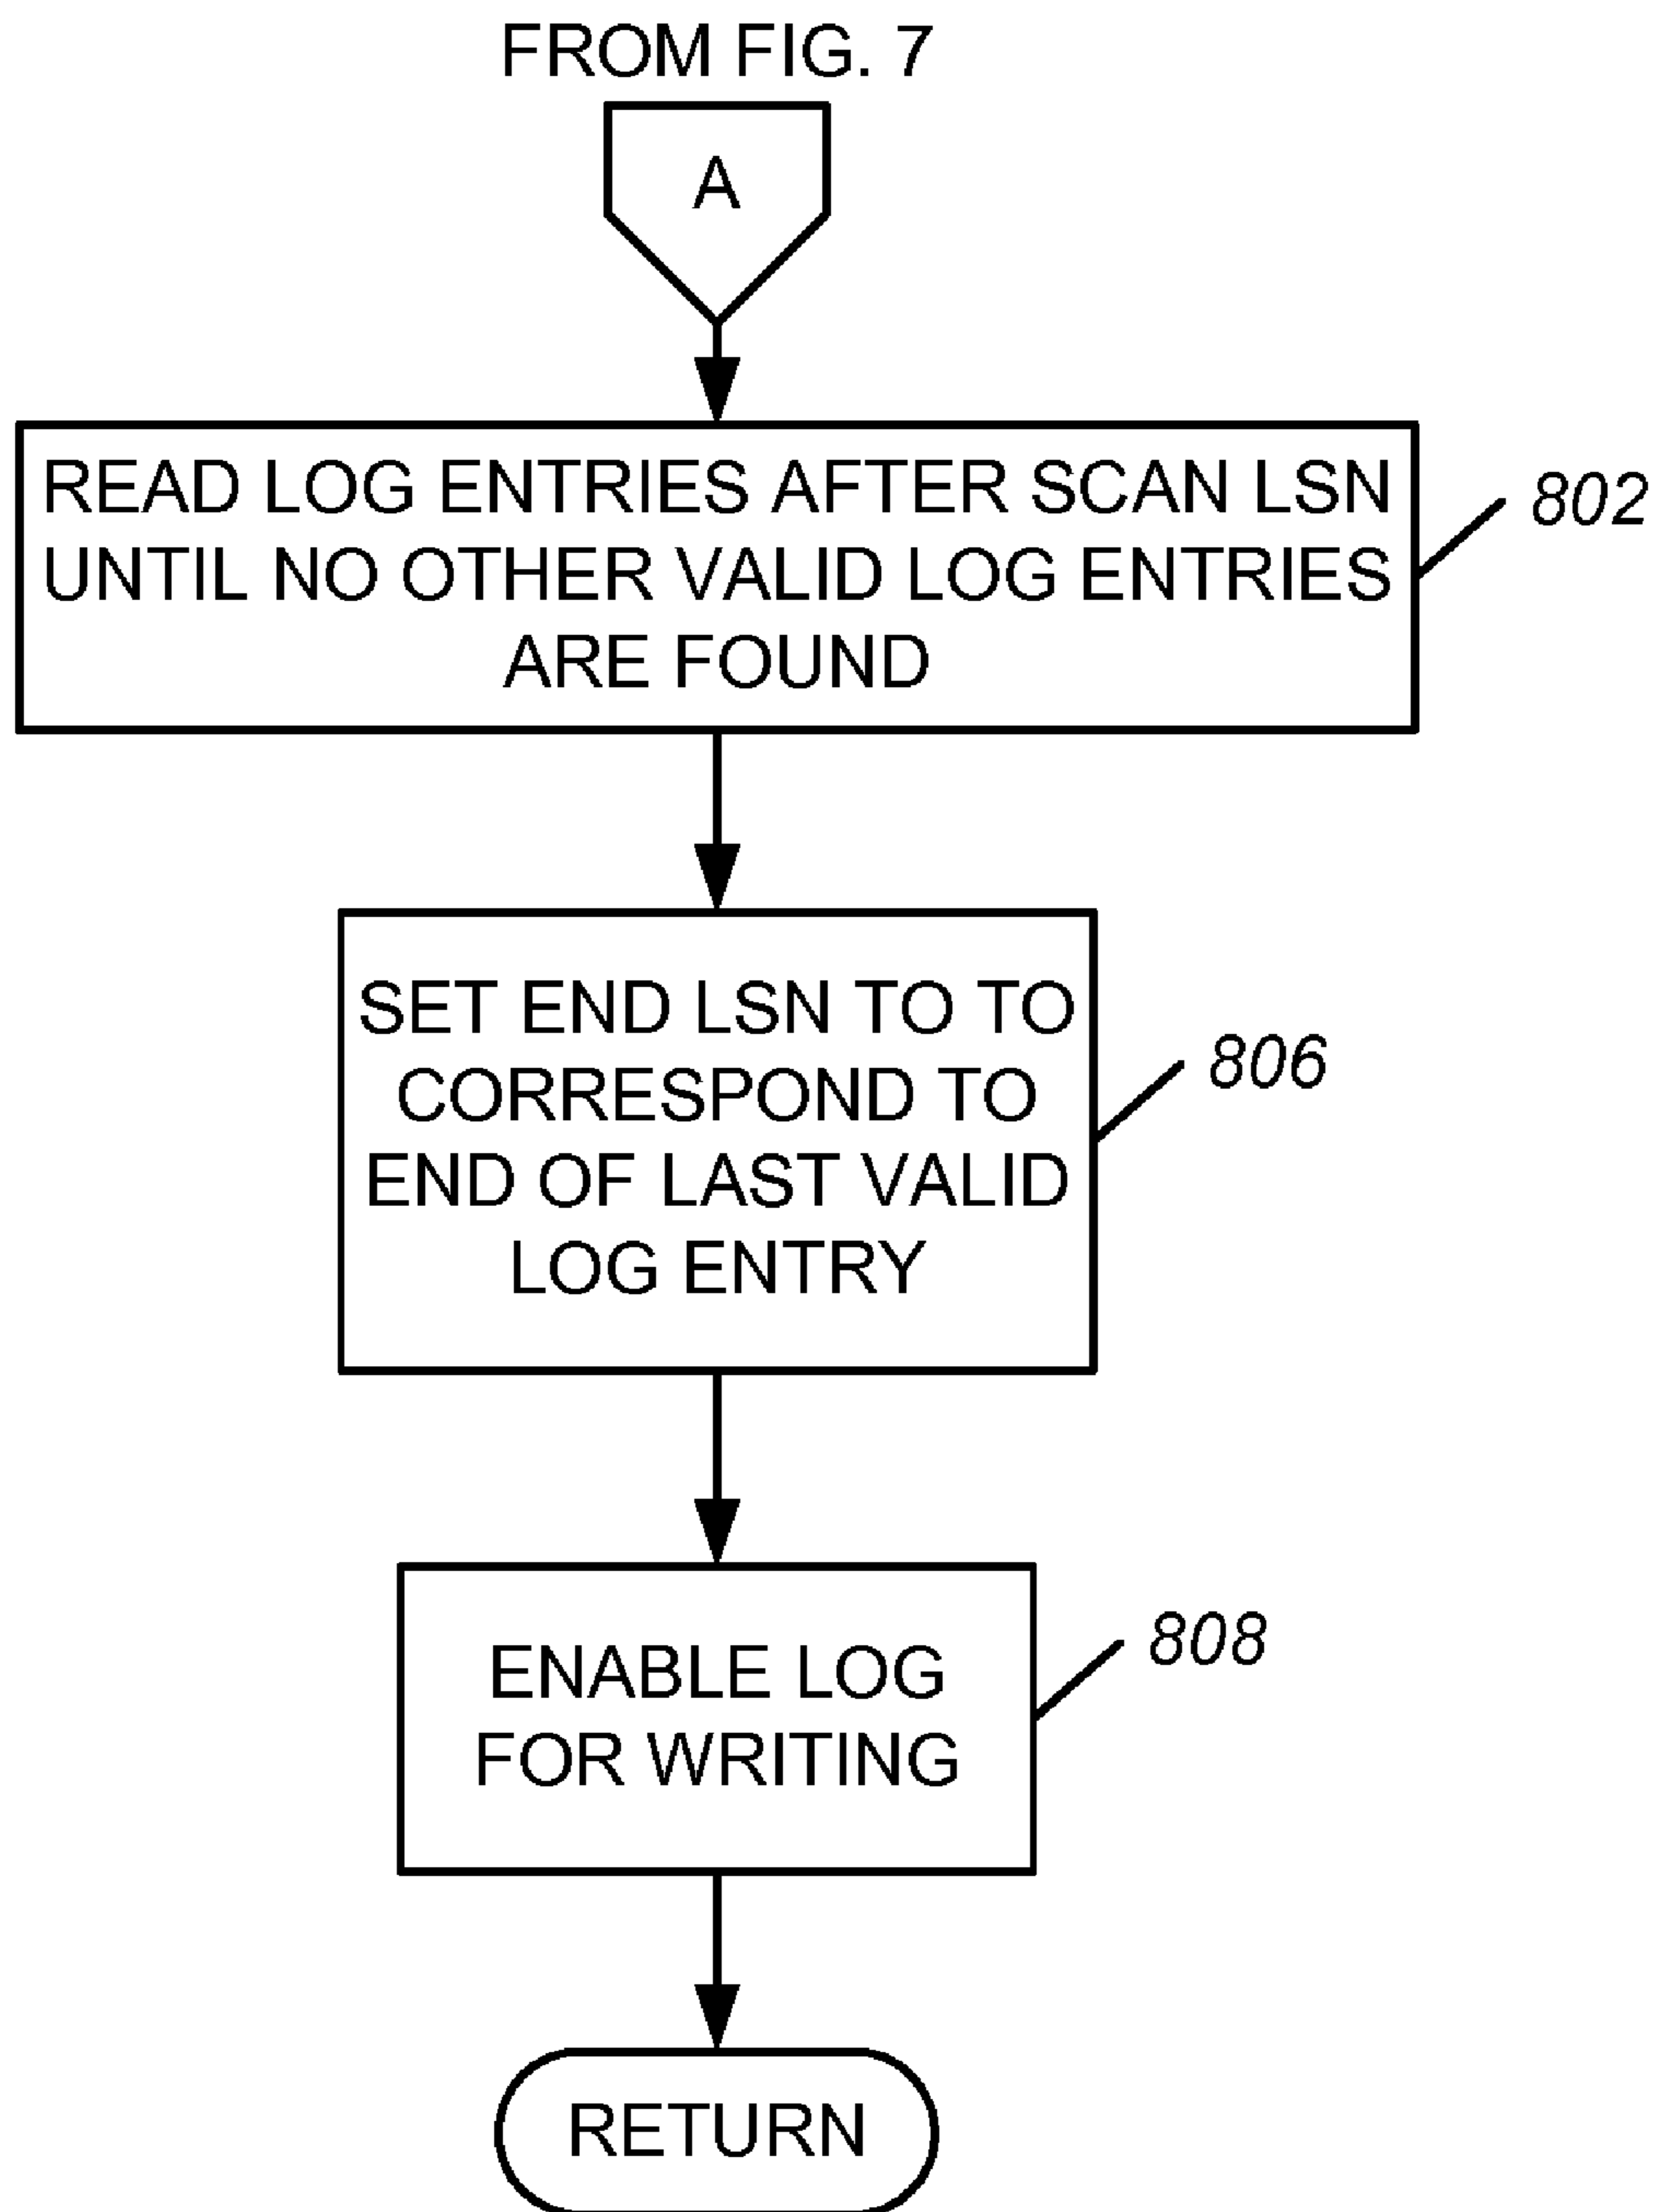 FROM FIG. 7
A
READ LOG ENTRIES AFTER SCAN LSN
UNTIL NO OTHER VALID LOG ENTRIES
ARE FOUND
802
SET END LSN TO TO
CORRESPOND TO
END OF LAST VALID
LOG ENTRY
806
ENABLE LOG
FOR WRITING
808
RETURN